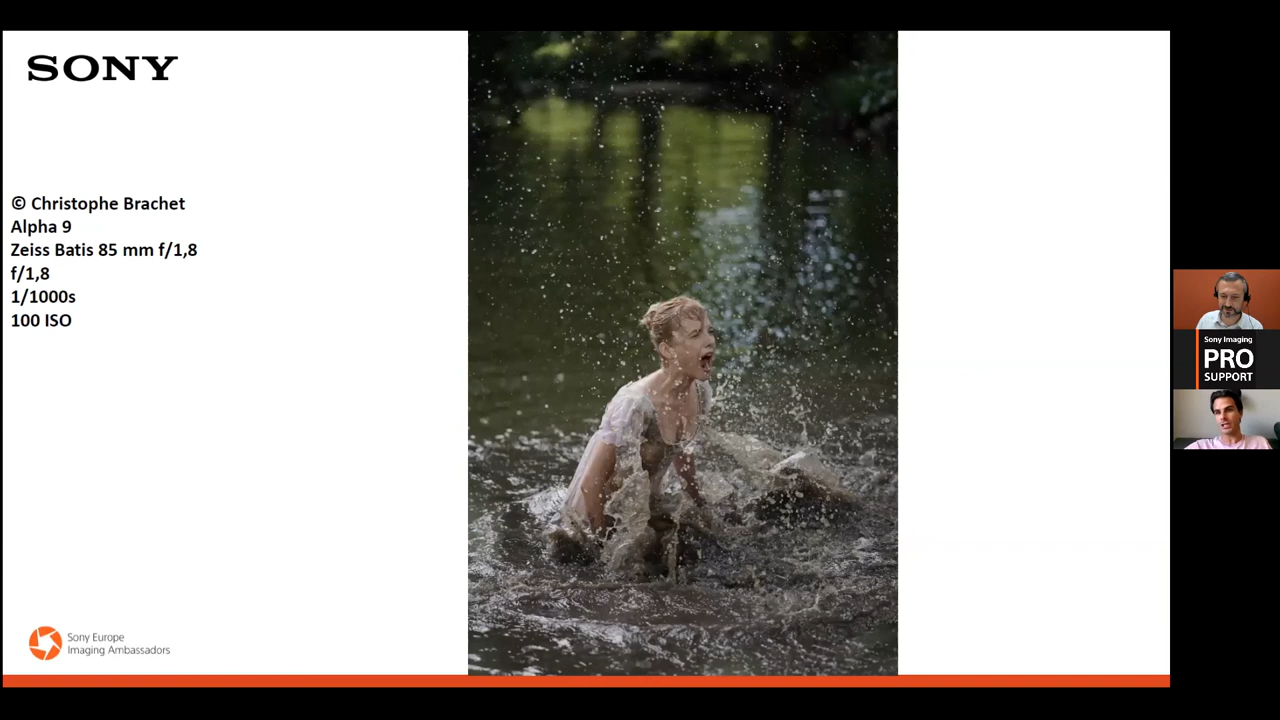 SONY
© Christophe Brachet
Alpha 9
Zeiss Batis 85 mm f/1,8
f/1,8
1/1000s
100 ISO
Sony Europe
Imaging Ambassadors
Sony Imaging
PRO
SUPPORT